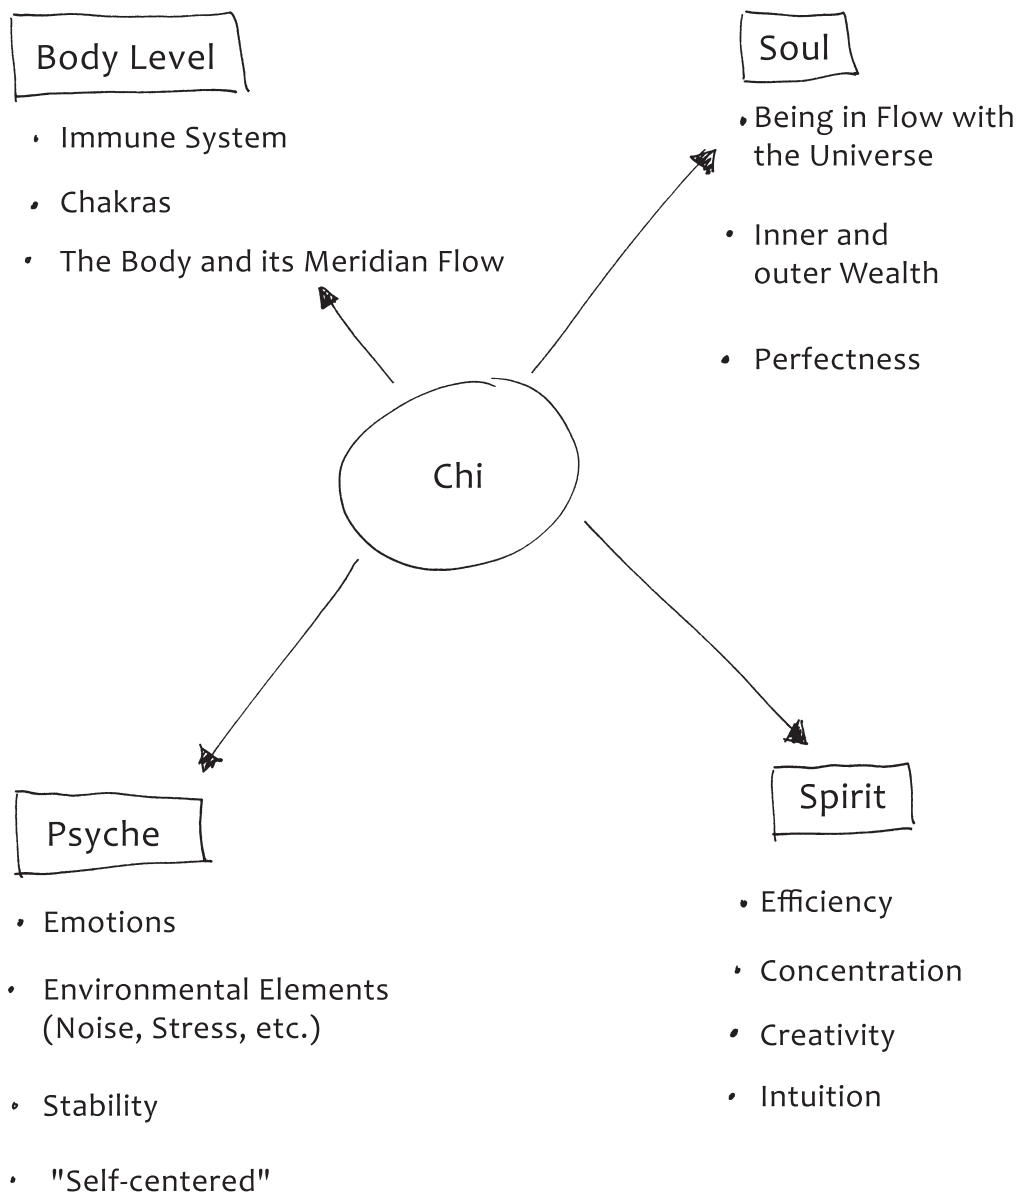 Body Level
Immune System
Chakras
The Body and its Meridian Flow
Soul
Being in Flow with
the Universe
Inner and
outer Wealth
Perfectness
Chi
Psyche
Emotions
Environmental Elements
(Noise, Stress, etc.)
Stability
"Self-centered"
Spirit
Efficiency
Concentration
Creativity
Intuition